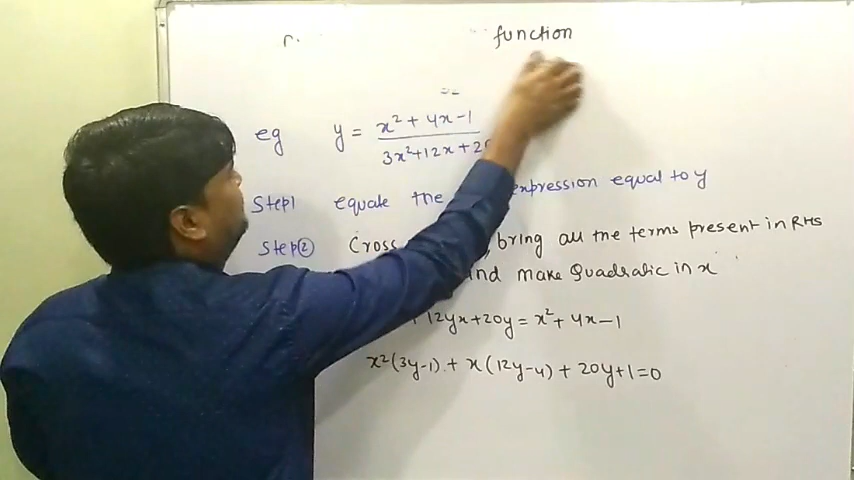 r. function
eg y = x² + 4x - 1 / 3x² + 12x + 2
Step1 equate the expression equal to y
Step② Cross , bring all the terms present in RHS
and make Quadratic in x
+ 12yx + 20y = x² + 4x - 1
x²(3y-1) + x(12y-4) + 20y+1=0